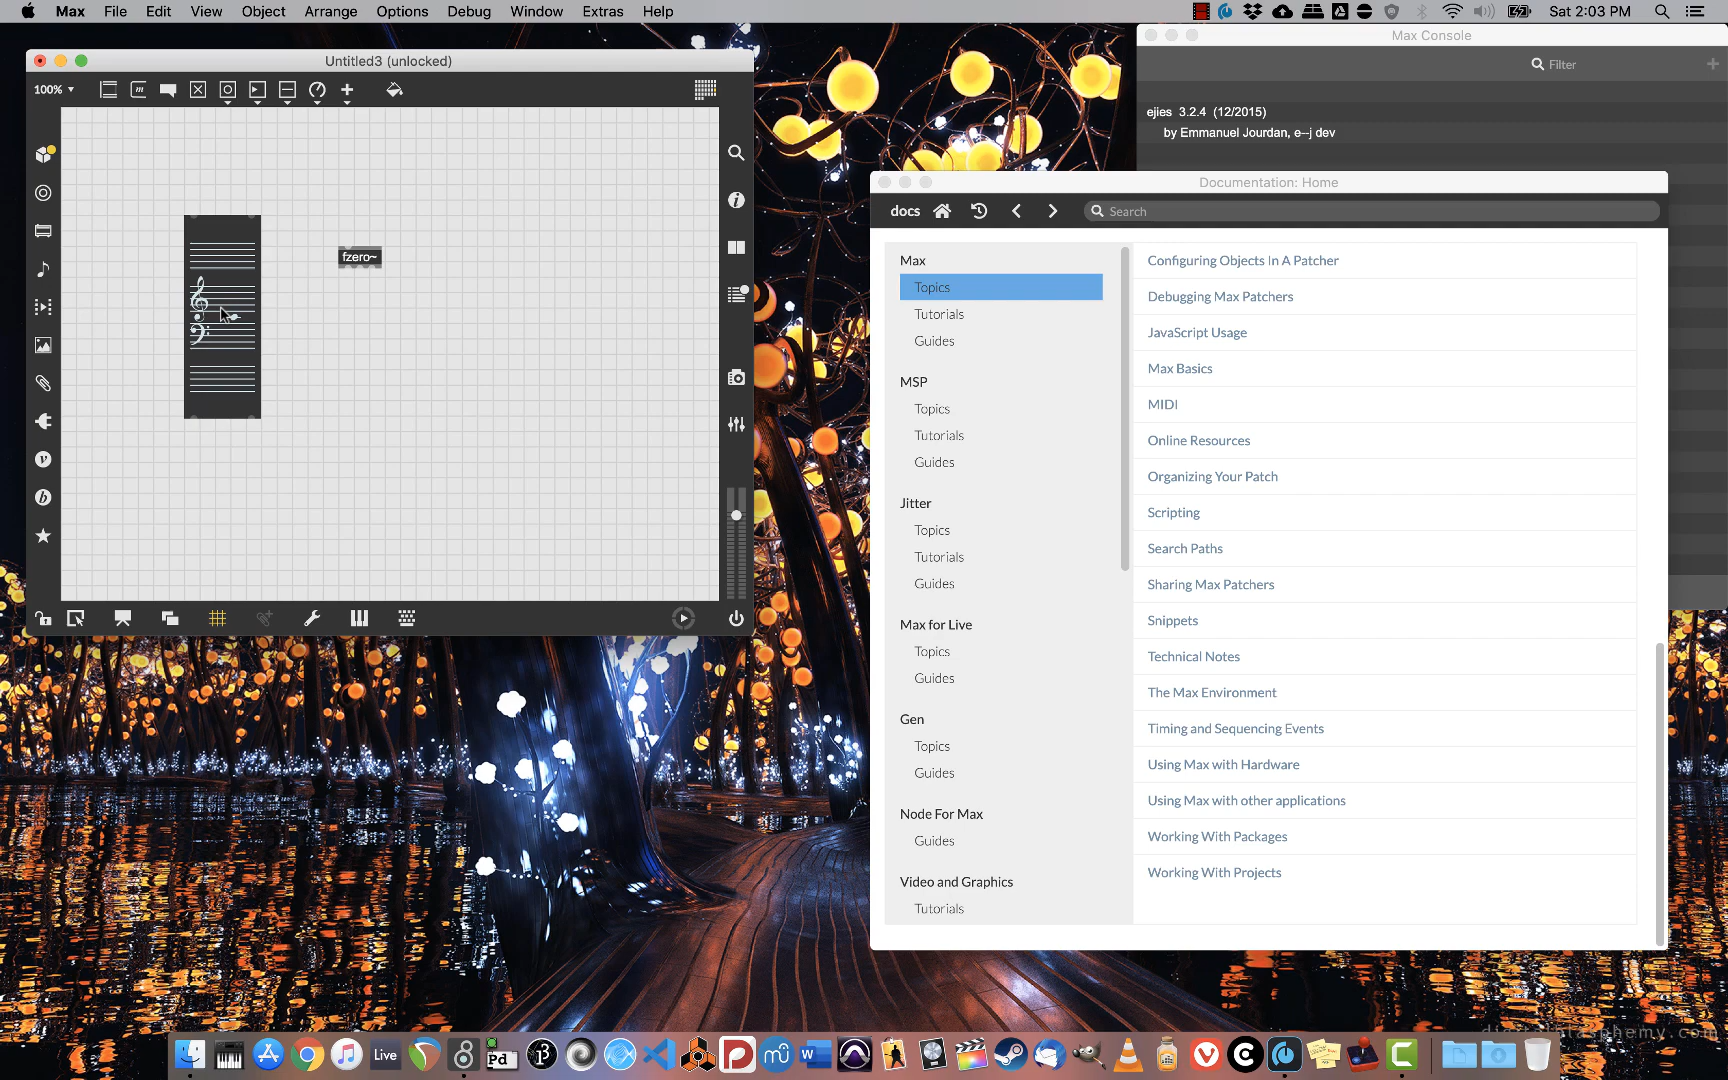 Max File Edit View Object Arrange Options Debug Window Extras Help Sat 2:03 PM
Untitled3 (unlocked)
Max Console
100%
Filter
ejies 3.2.4 (12/2015)
by Emmanuel Jourdan, e--j dev
fzero~
Documentation: Home
docs
Search
Max
Topics
Tutorials
Guides
MSP
Topics
Tutorials
Guides
Jitter
Topics
Tutorials
Guides
Max for Live
Topics
Guides
Gen
Topics
Guides
Node For Max
Guides
Video and Graphics
Tutorials
Configuring Objects In A Patcher
Debugging Max Patchers
JavaScript Usage
Max Basics
MIDI
Online Resources
Organizing Your Patch
Scripting
Search Paths
Sharing Max Patchers
Snippets
Technical Notes
The Max Environment
Timing and Sequencing Events
Using Max with Hardware
Using Max with other applications
Working With Packages
Working With Projects
digitalblasphemy.com
Live
Pd